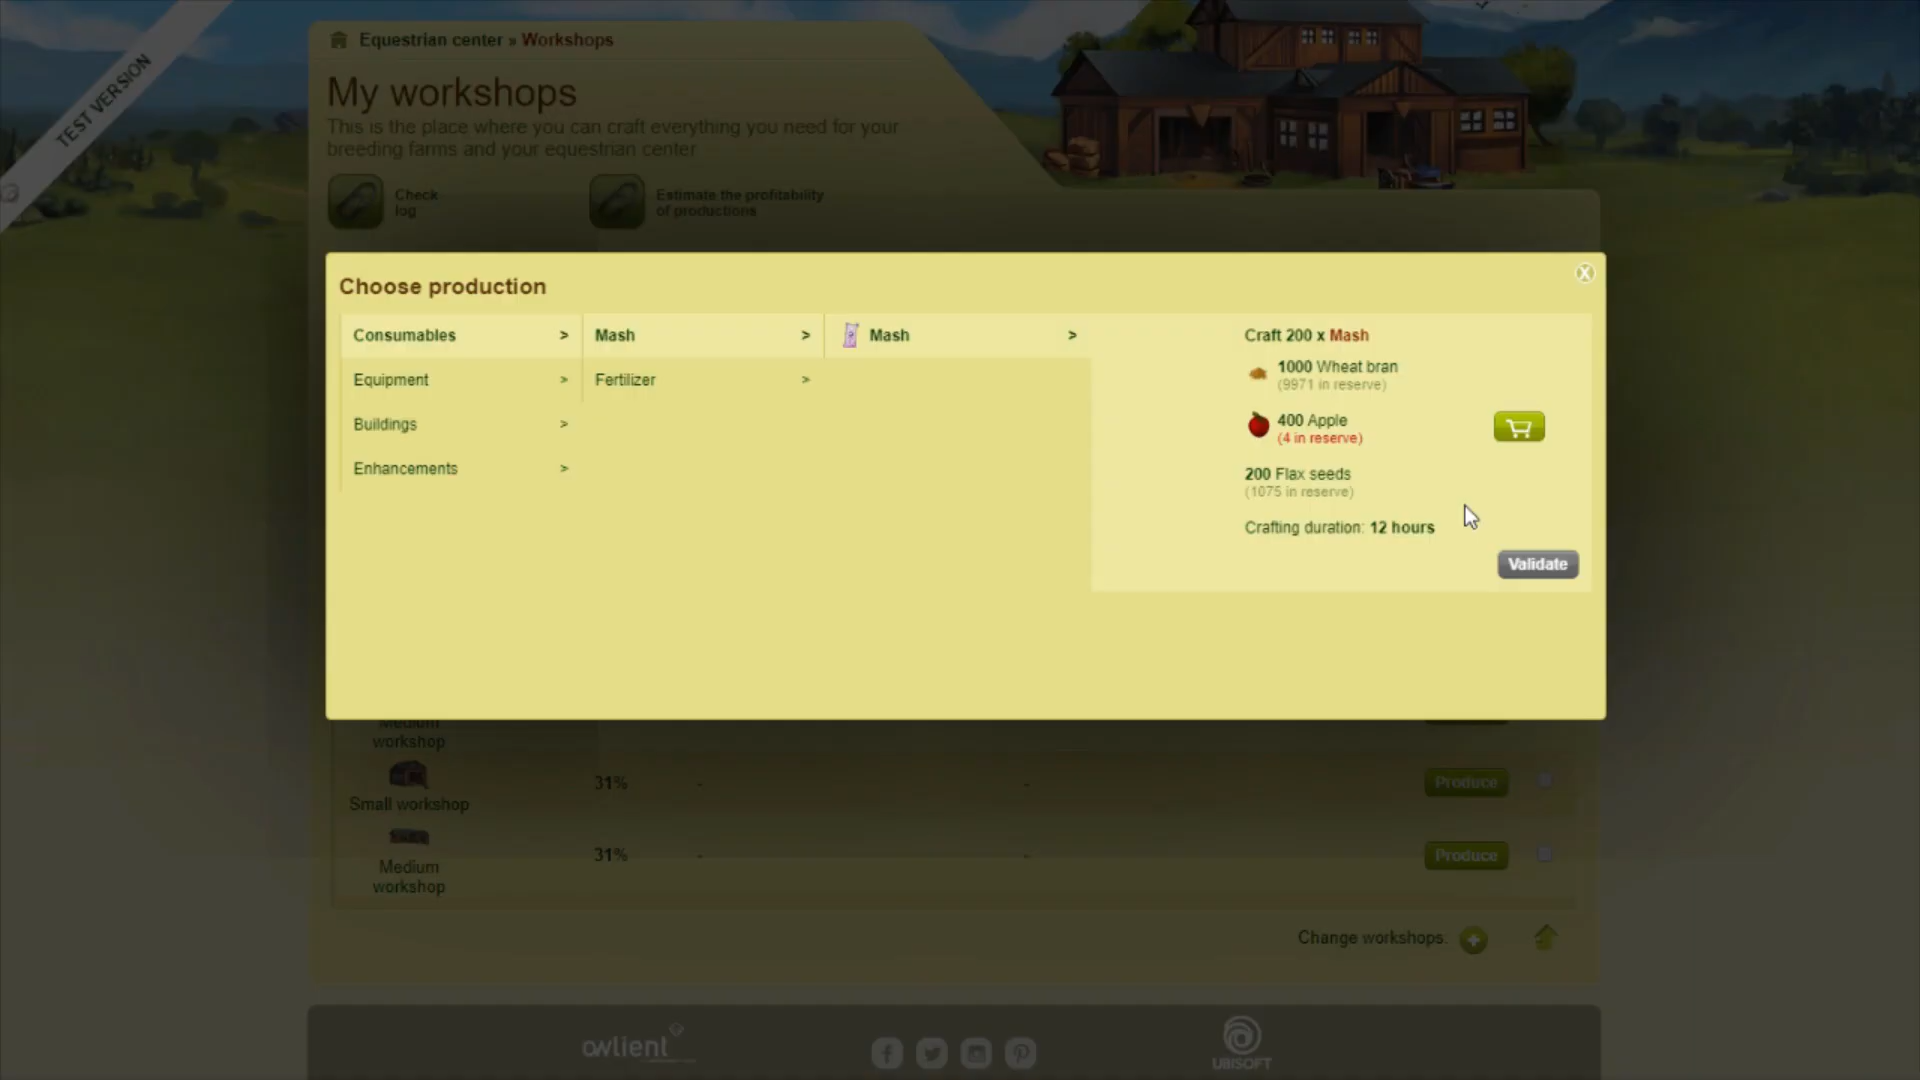 TEST VERSION
Equestrian center » Workshops
My workshops
This is the place where you can craft everything you need for your
breeding farms and your equestrian center
Check
log
Estimate the profitability
of productions
Choose production
X
Consumables >
Equipment >
Buildings >
Enhancements >
Mash >
Fertilizer >
Mash >
Craft 200 x Mash
1000 Wheat bran
(9971 in reserve)
400 Apple
(4 in reserve)
200 Flax seeds
(1075 in reserve)
Crafting duration: 12 hours
Validate
Medium
workshop
Small workshop
31%
-
-
Produce
Medium
workshop
31%
-
-
Produce
Change workshops:
owlient
UBISOFT